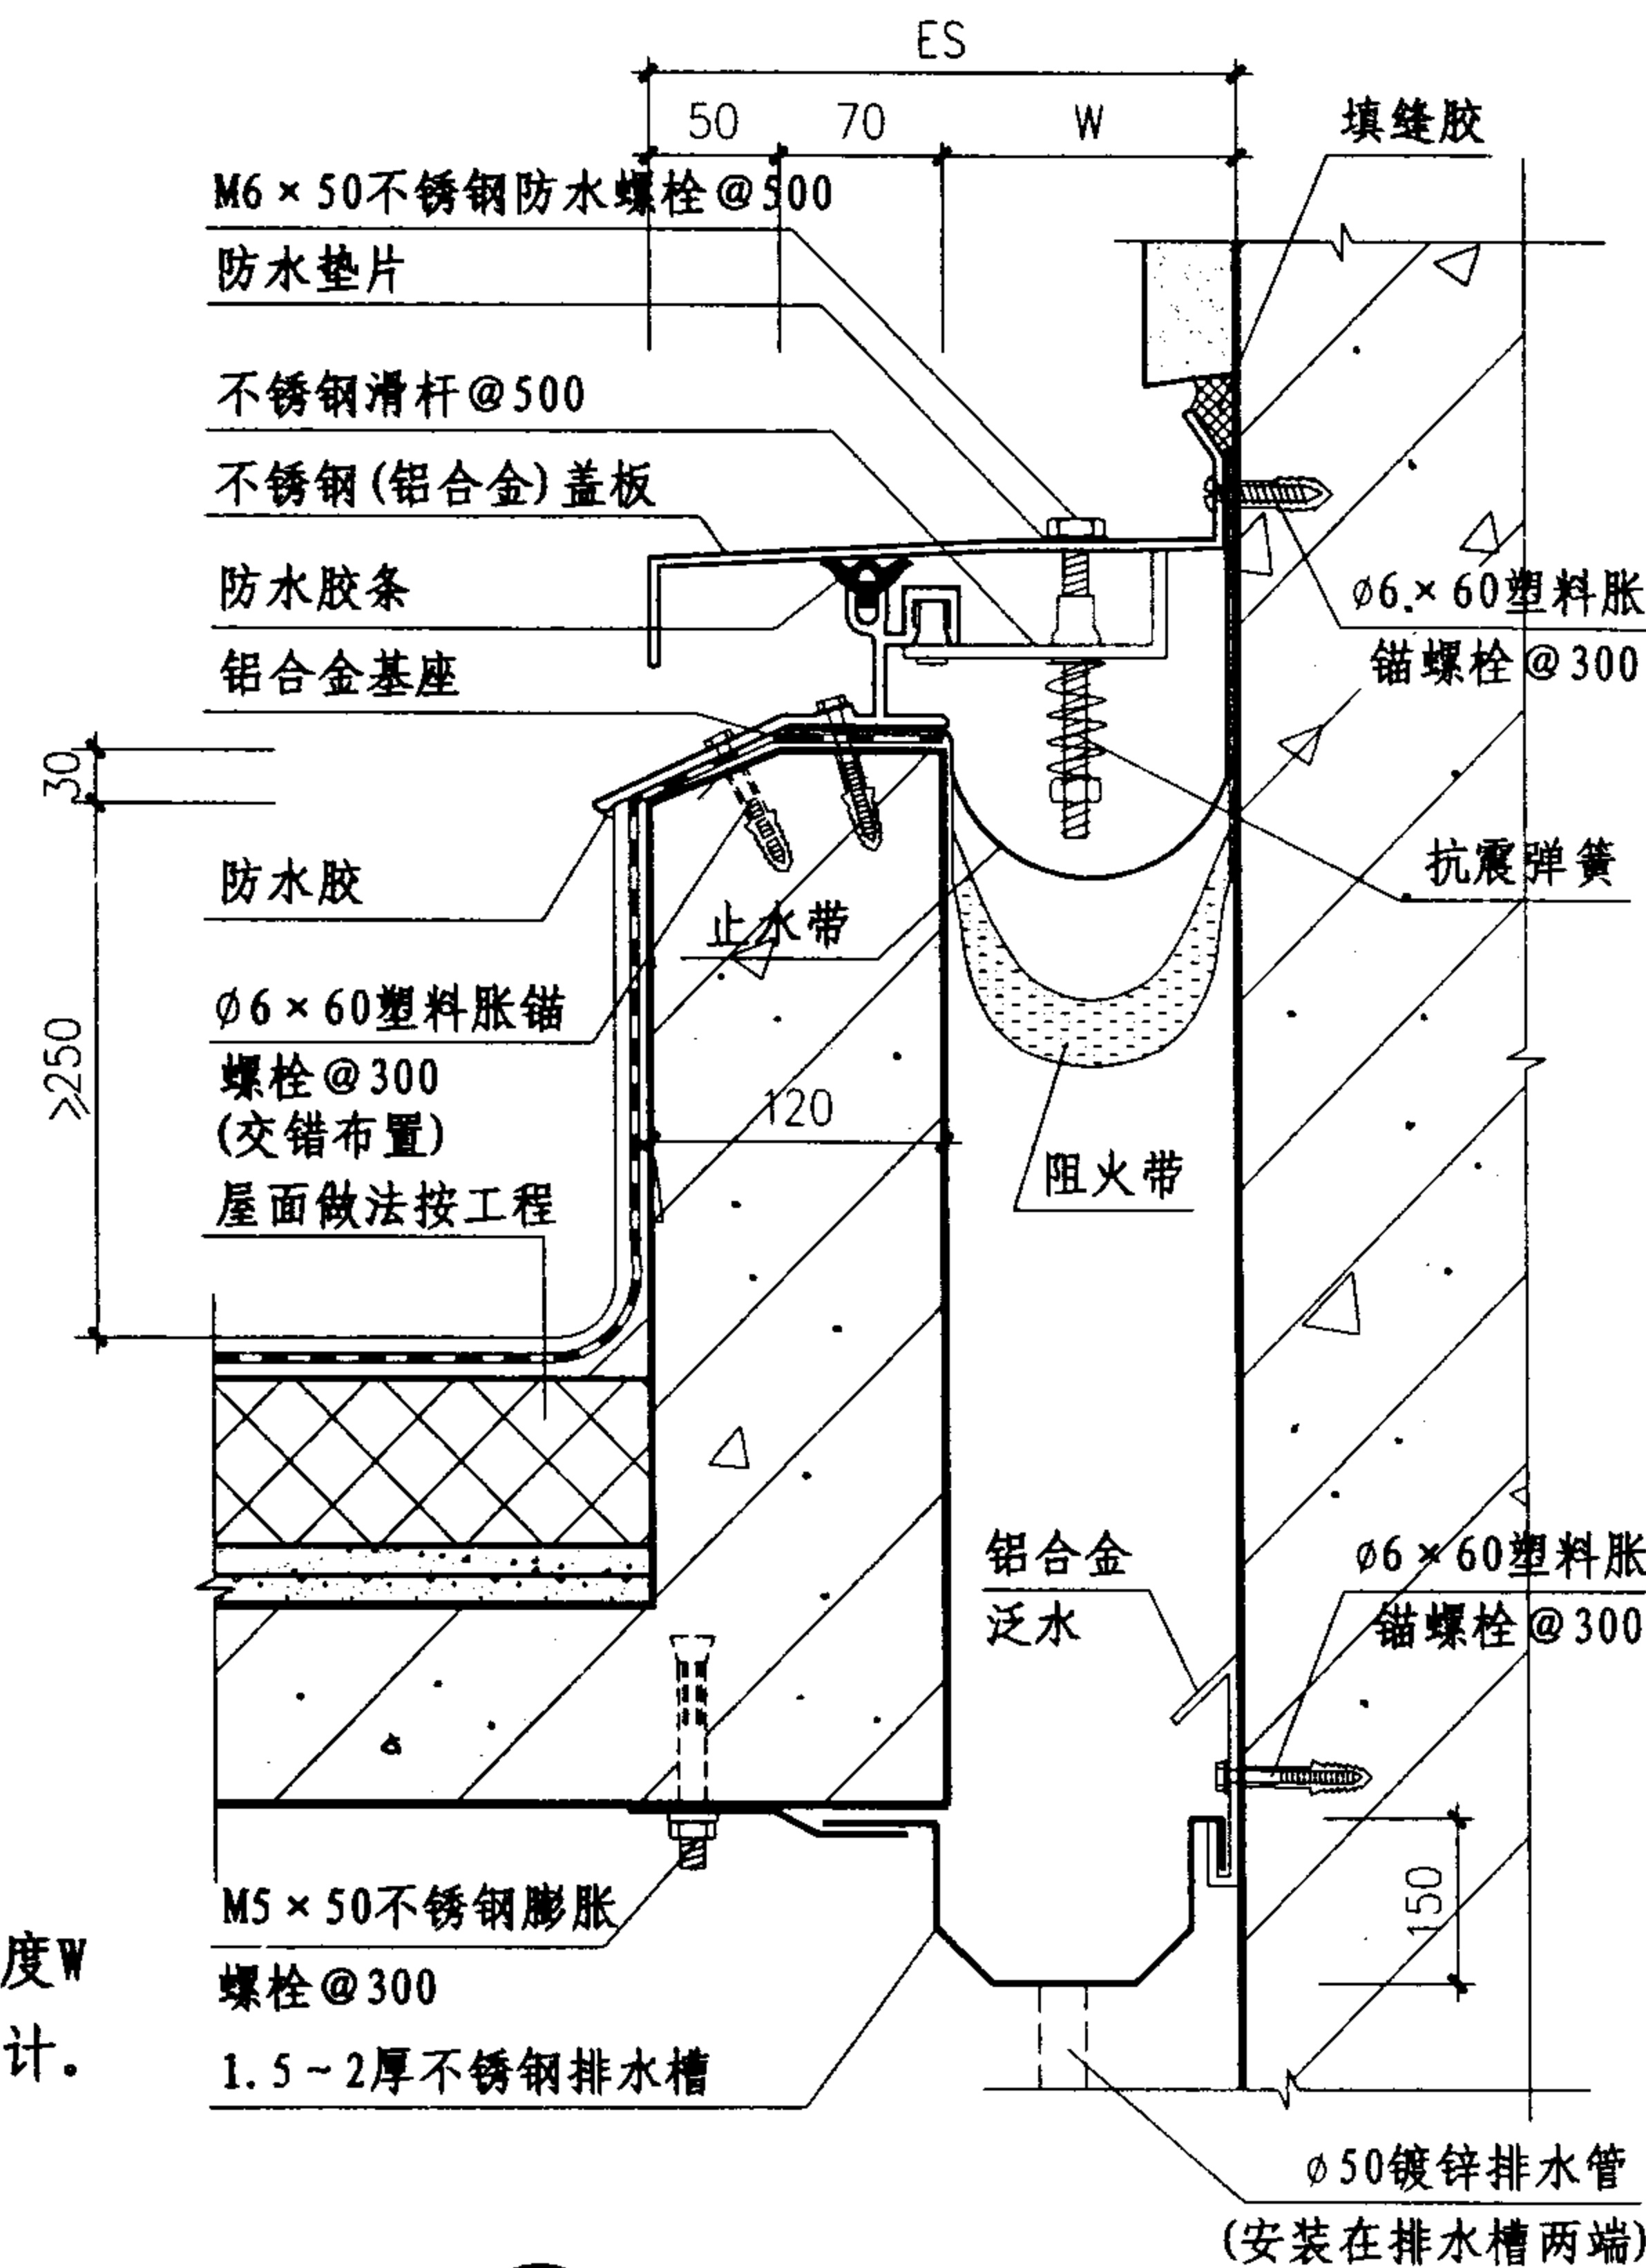 ES
50
70
W
填缝胶
M6×50不锈钢防水螺栓@500
防水垫片
不锈钢滑杆@500
不锈钢(铝合金)盖板
防水胶条
铝合金基座
ø6×60塑料胀
锚螺栓@300
30
防水胶
抗震弹簧
止水带
ø6×60塑料胀锚
螺栓@300
(交错布置)
≥250
120
阻火带
屋面做法按工程
铝合金
泛水
ø6×60塑料胀
锚螺栓@300
150
M5×50不锈钢膨胀
螺栓@300
度W
计。
1.5~2厚不锈钢排水槽
ø50镀锌排水管
(安装在排水槽两端)